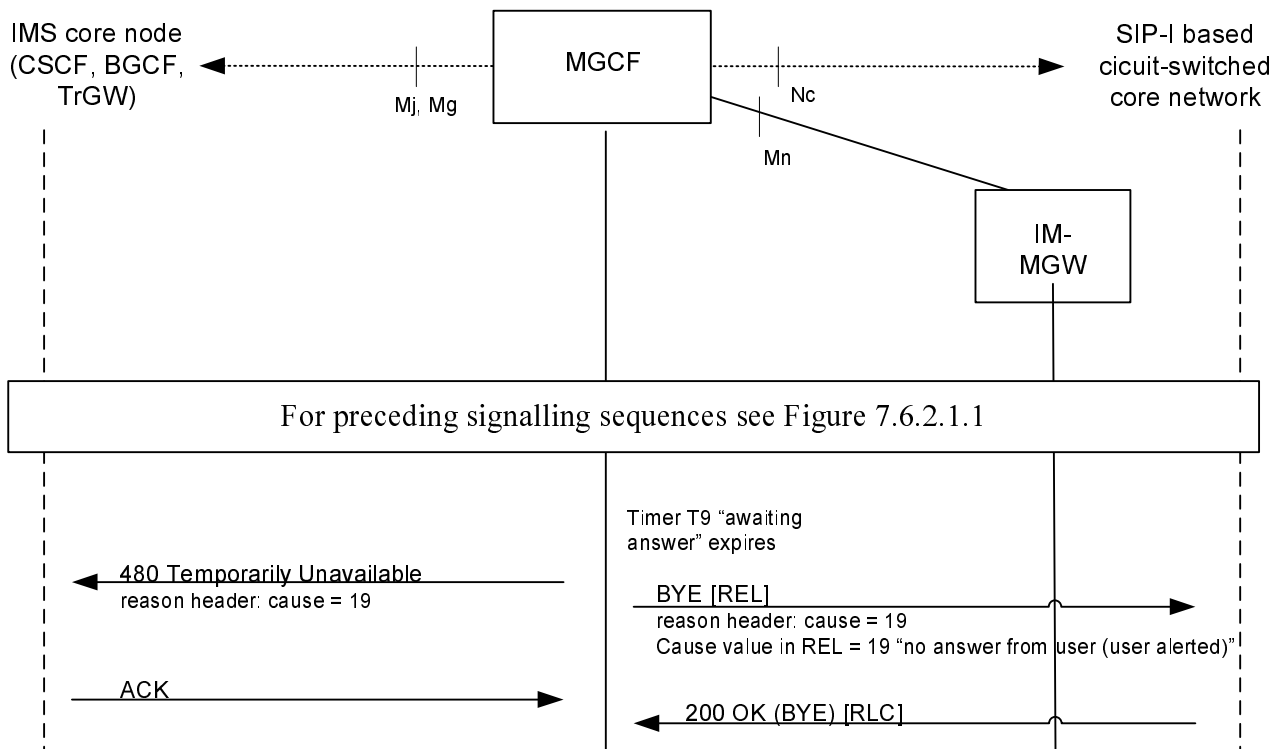 IMS core node
(CSCF, BGCF,
TrGW)
Mj, Mg
MGCF
Nc
Mn
SIP-I based
cicuit-switched
core network
IM-
MGW
For preceding signalling sequences see Figure 7.6.2.1.1
Timer T9 “awaiting
answer” expires
480 Temporarily Unavailable
reason header: cause = 19
BYE [REL]
reason header: cause = 19
Cause value in REL = 19 “no answer from user (user alerted)”
ACK
200 OK (BYE) [RLC]